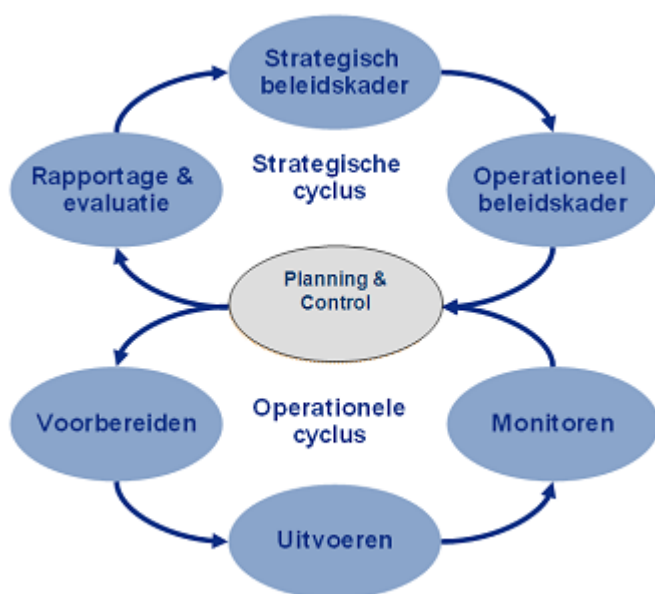 Strategisch
beleidskader
Rapportage &
evaluatie
Strategische
cyclus
Operationeel
beleidskader
Planning &
Control
Voorbereiden
Operationele
cyclus
Monitoren
Uitvoeren